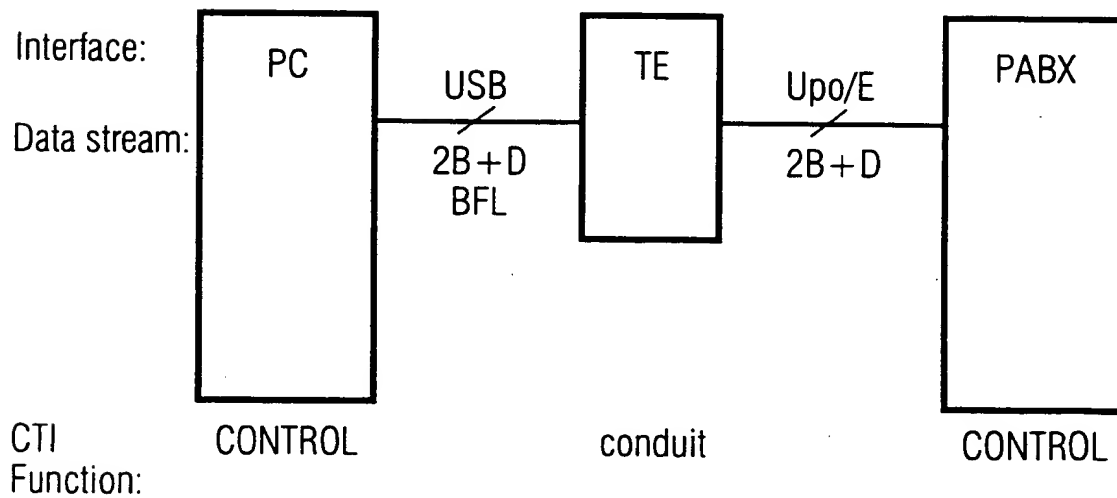 Interface:
PC
TE
PABX
USB
Upo/E
Data stream:
2B+D
BFL
2B+D
CTI
Function:
CONTROL
conduit
CONTROL